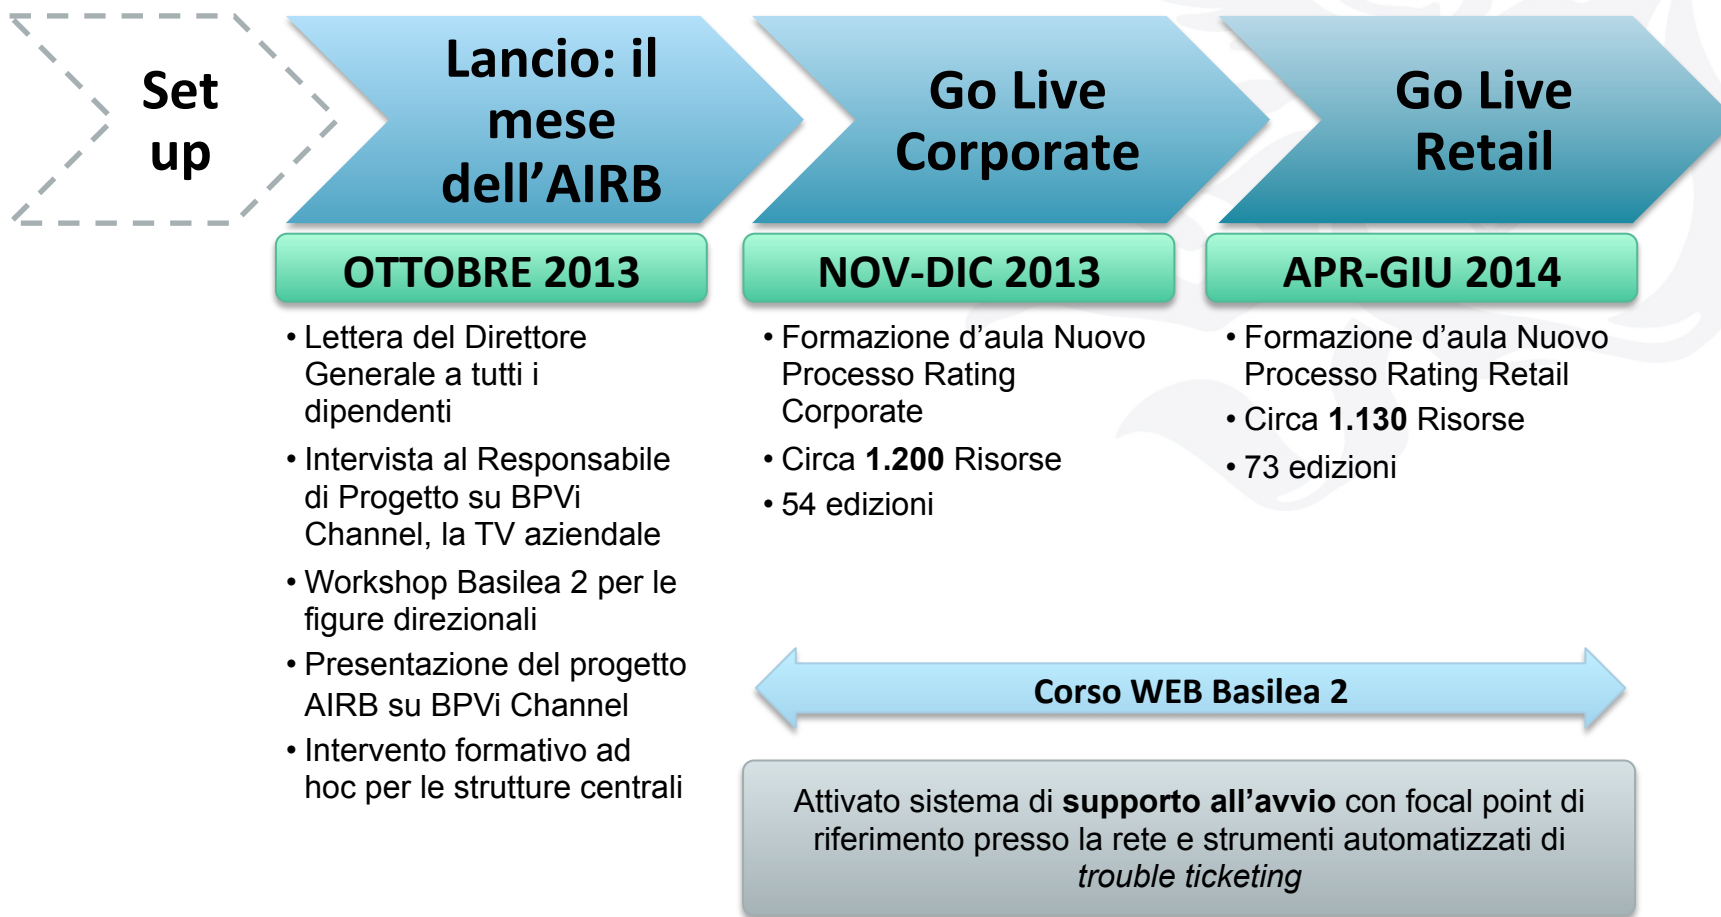 Set
up
Lancio: il
mese
dell’AIRB
Go Live
Corporate
Go Live
Retail
OTTOBRE 2013
NOV-DIC 2013
APR-GIU 2014
• Lettera del Direttore
Generale a tutti i
dipendenti
• Intervista al Responsabile
di Progetto su BPVi
Channel, la TV aziendale
• Workshop Basilea 2 per le
figure direzionali
• Presentazione del progetto
AIRB su BPVi Channel
• Intervento formativo ad
hoc per le strutture centrali
• Formazione d’aula Nuovo
Processo Rating
Corporate
• Circa 1.200 Risorse
• 54 edizioni
• Formazione d’aula Nuovo
Processo Rating Retail
• Circa 1.130 Risorse
• 73 edizioni
Corso WEB Basilea 2
Attivato sistema di supporto all’avvio con focal point di
riferimento presso la rete e strumenti automatizzati di
trouble ticketing